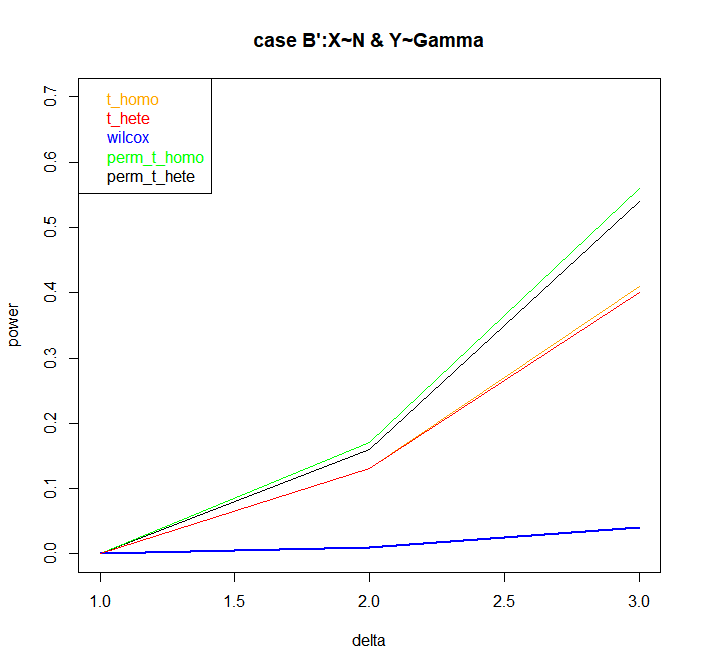 case B':X~N & Y~Gamma
t_homo
t_hete
wilcox
perm_t_homo
perm_t_hete
power
0.7
0.6
0.5
0.4
0.3
0.2
0.1
0.0
1.0 1.5 2.0 2.5 3.0
delta